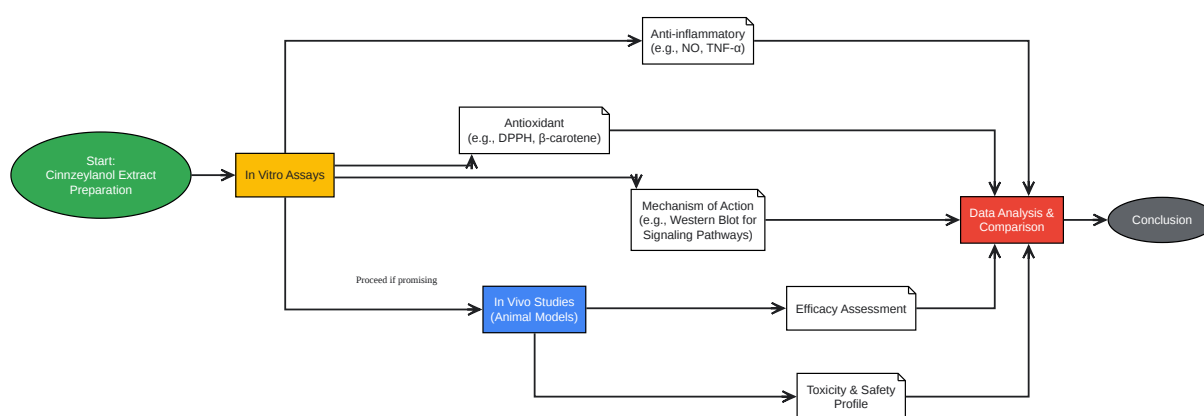 Anti-inflammatory
(e.g., NO, TNF-α)
Antioxidant
(e.g., DPPH, β-carotene)
Start:
Cinnzeylanol Extract
Preparation
In Vitro Assays
Mechanism of Action
(e.g., Western Blot for
Signaling Pathways)
Data Analysis &
Comparison
Conclusion
Proceed if promising
In Vivo Studies
(Animal Models)
Efficacy Assessment
Toxicity & Safety
Profile